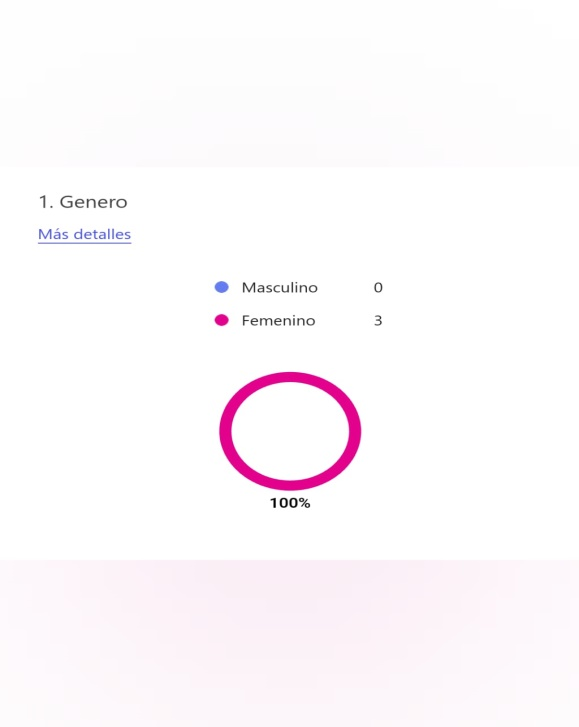 1. Genero
Más detalles
Masculino 0
Femenino 3
100%